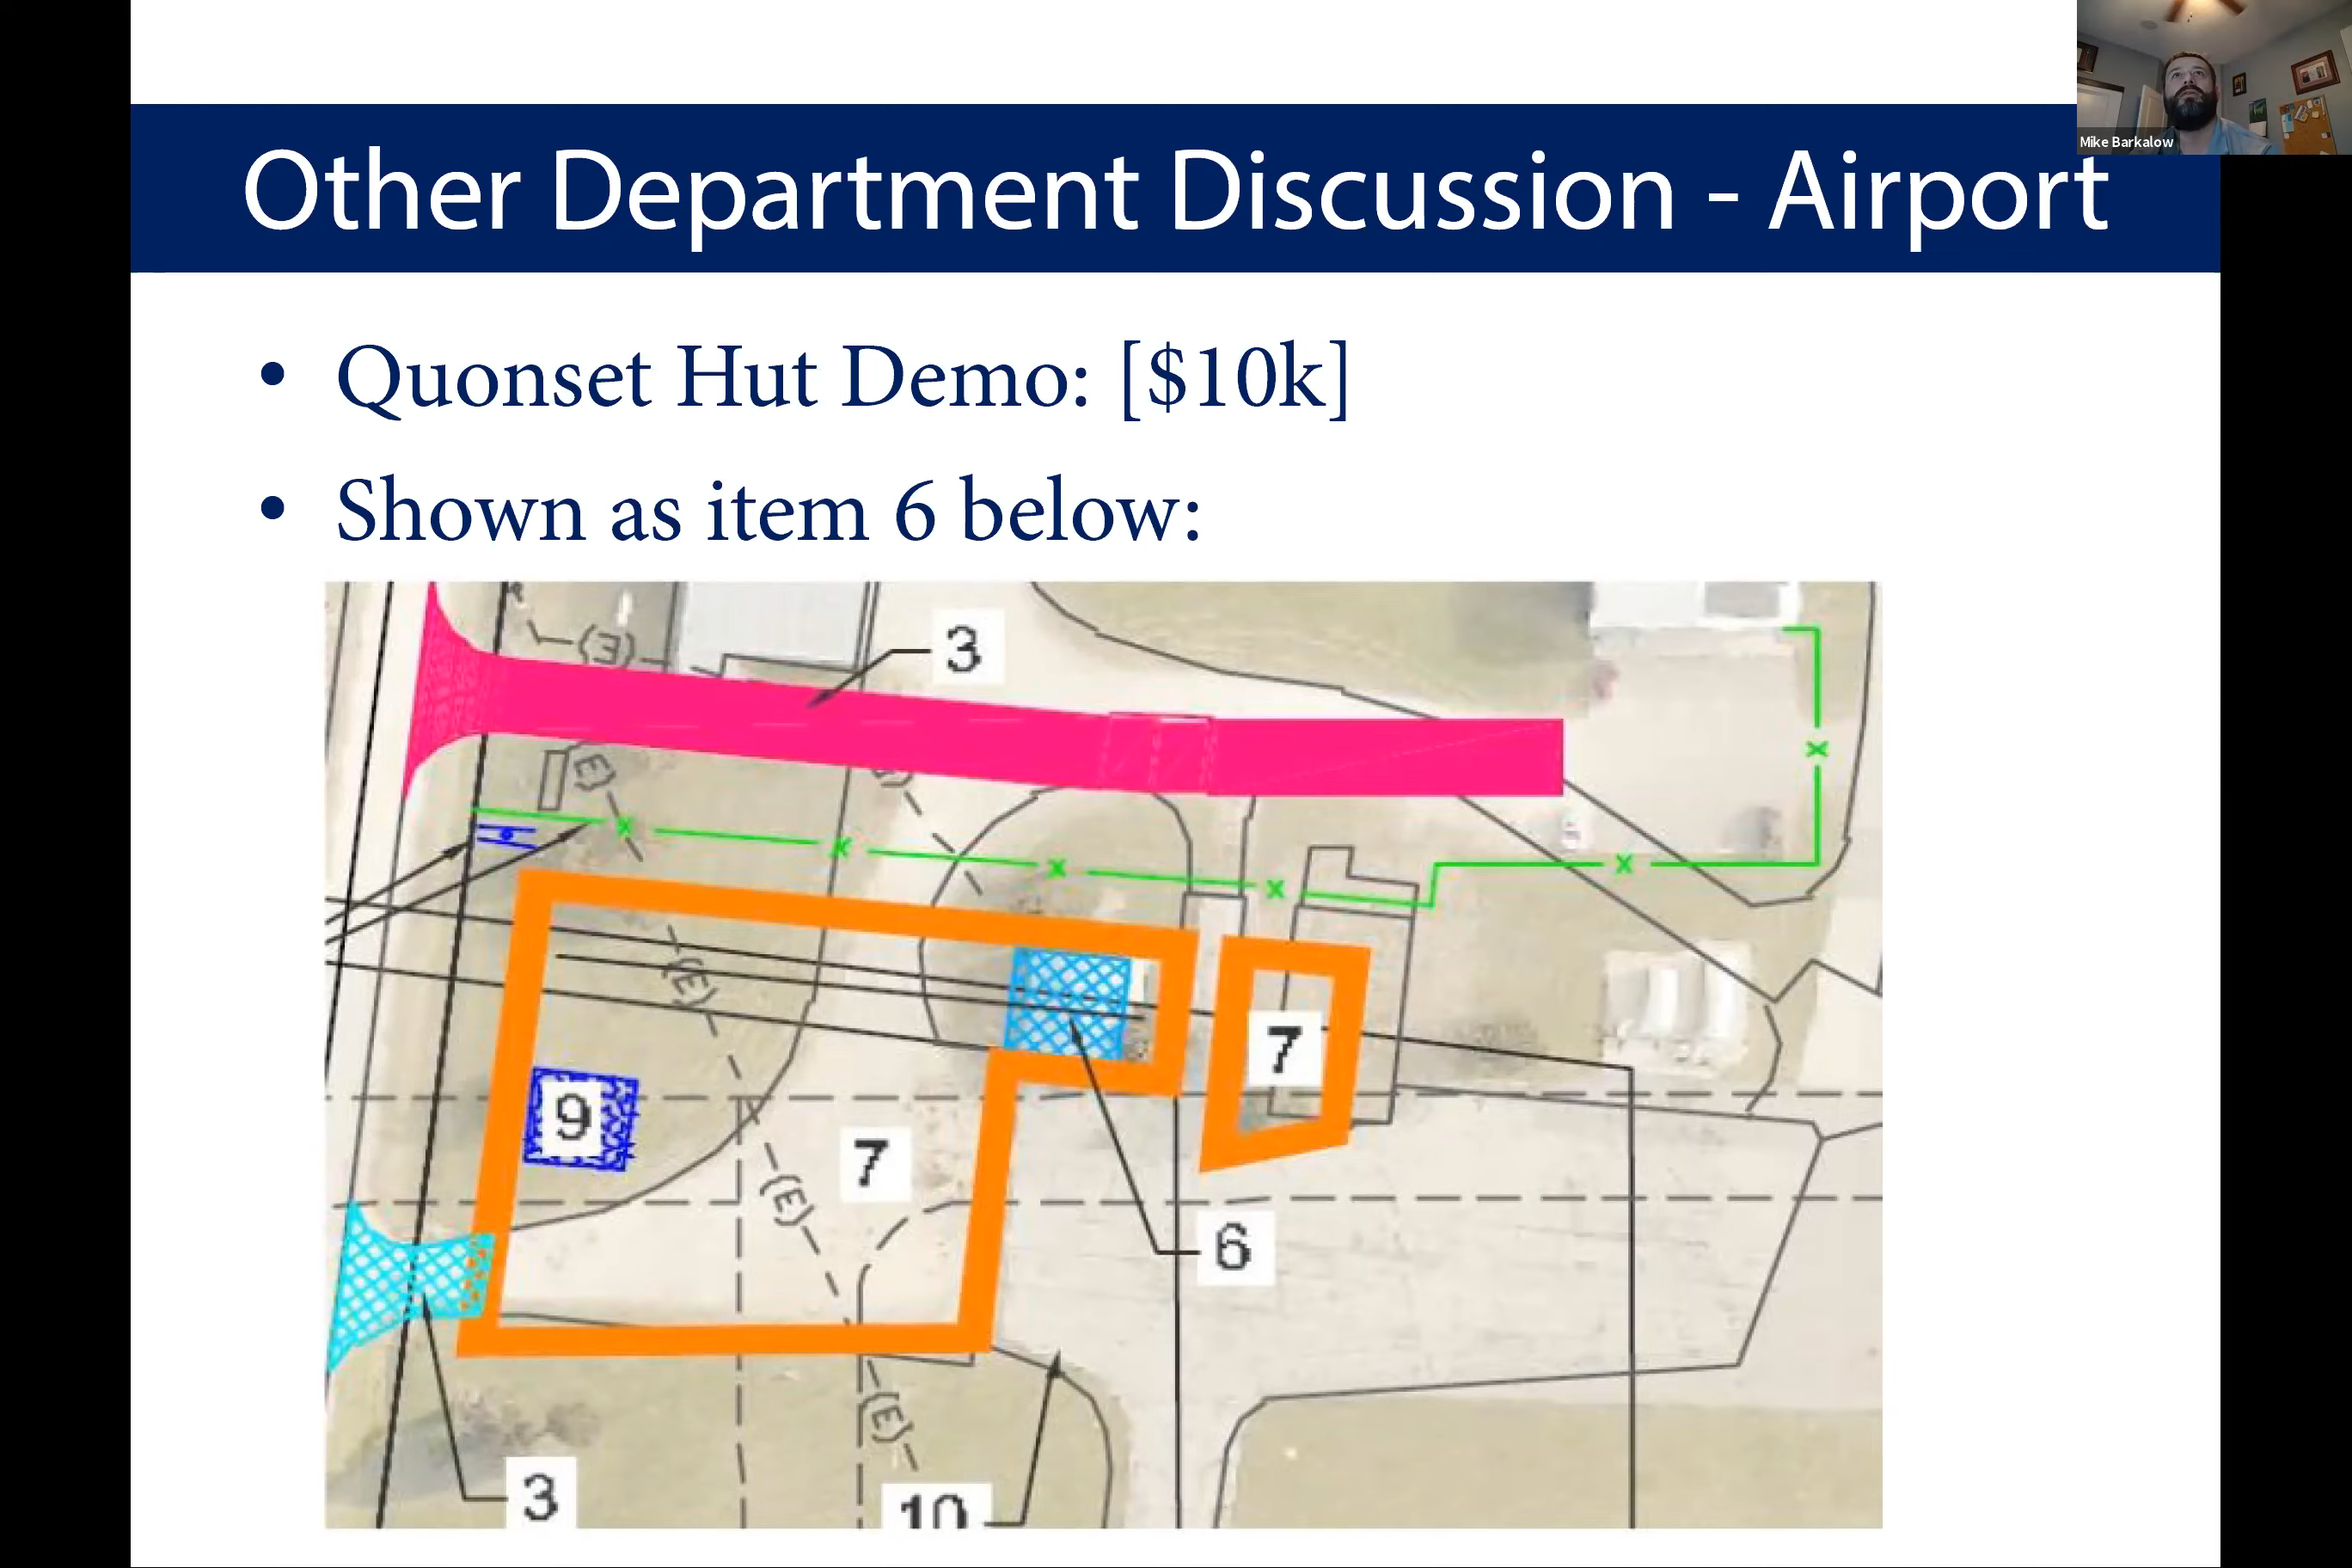 Mike Barkalow
Other Department Discussion - Airport
• Quonset Hut Demo: [$10k]
• Shown as item 6 below:
(E)
3
(E)
x
x
x
x
x
x
(E)
7
9
7
(E)
6
(E)
3
10